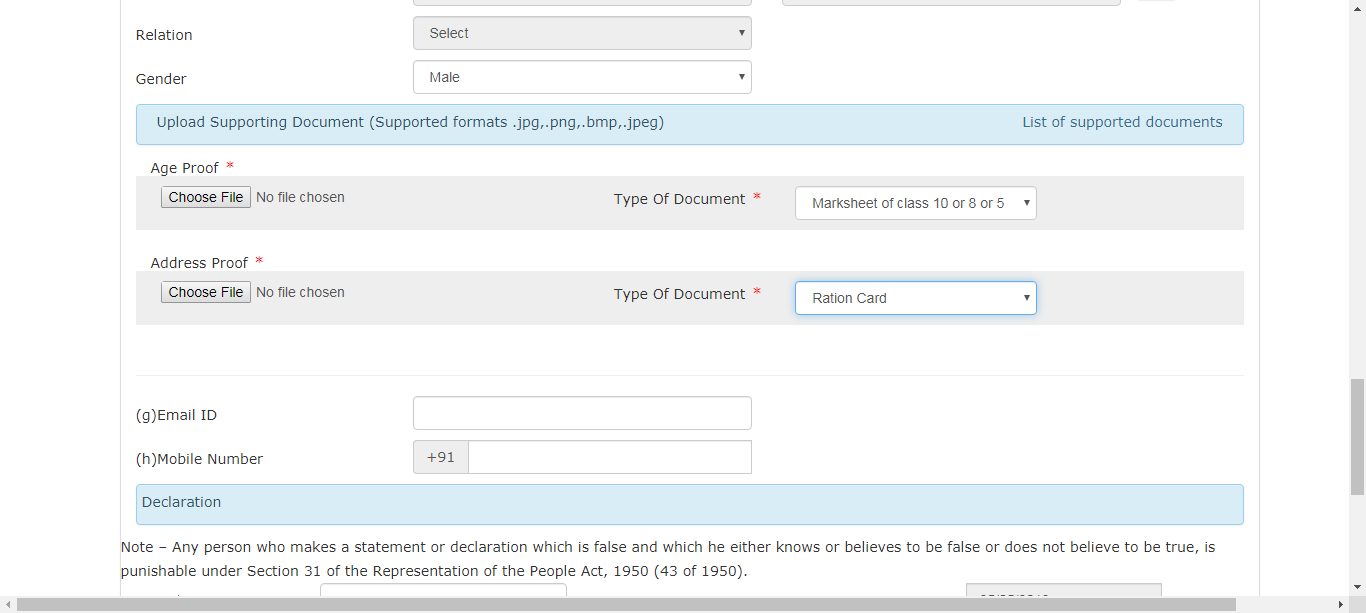 Relation Select
Gender Male
Upload Supporting Document (Supported formats .jpg,.png,.bmp,.jpeg) List of supported documents
Age Proof *
Choose File No file chosen Type Of Document * Marksheet of class 10 or 8 or 5
Address Proof *
Choose File No file chosen Type Of Document * Ration Card
(g)Email ID
(h)Mobile Number +91
Declaration
Note – Any person who makes a statement or declaration which is false and which he either knows or believes to be false or does not believe to be true, is
punishable under Section 31 of the Representation of the People Act, 1950 (43 of 1950).